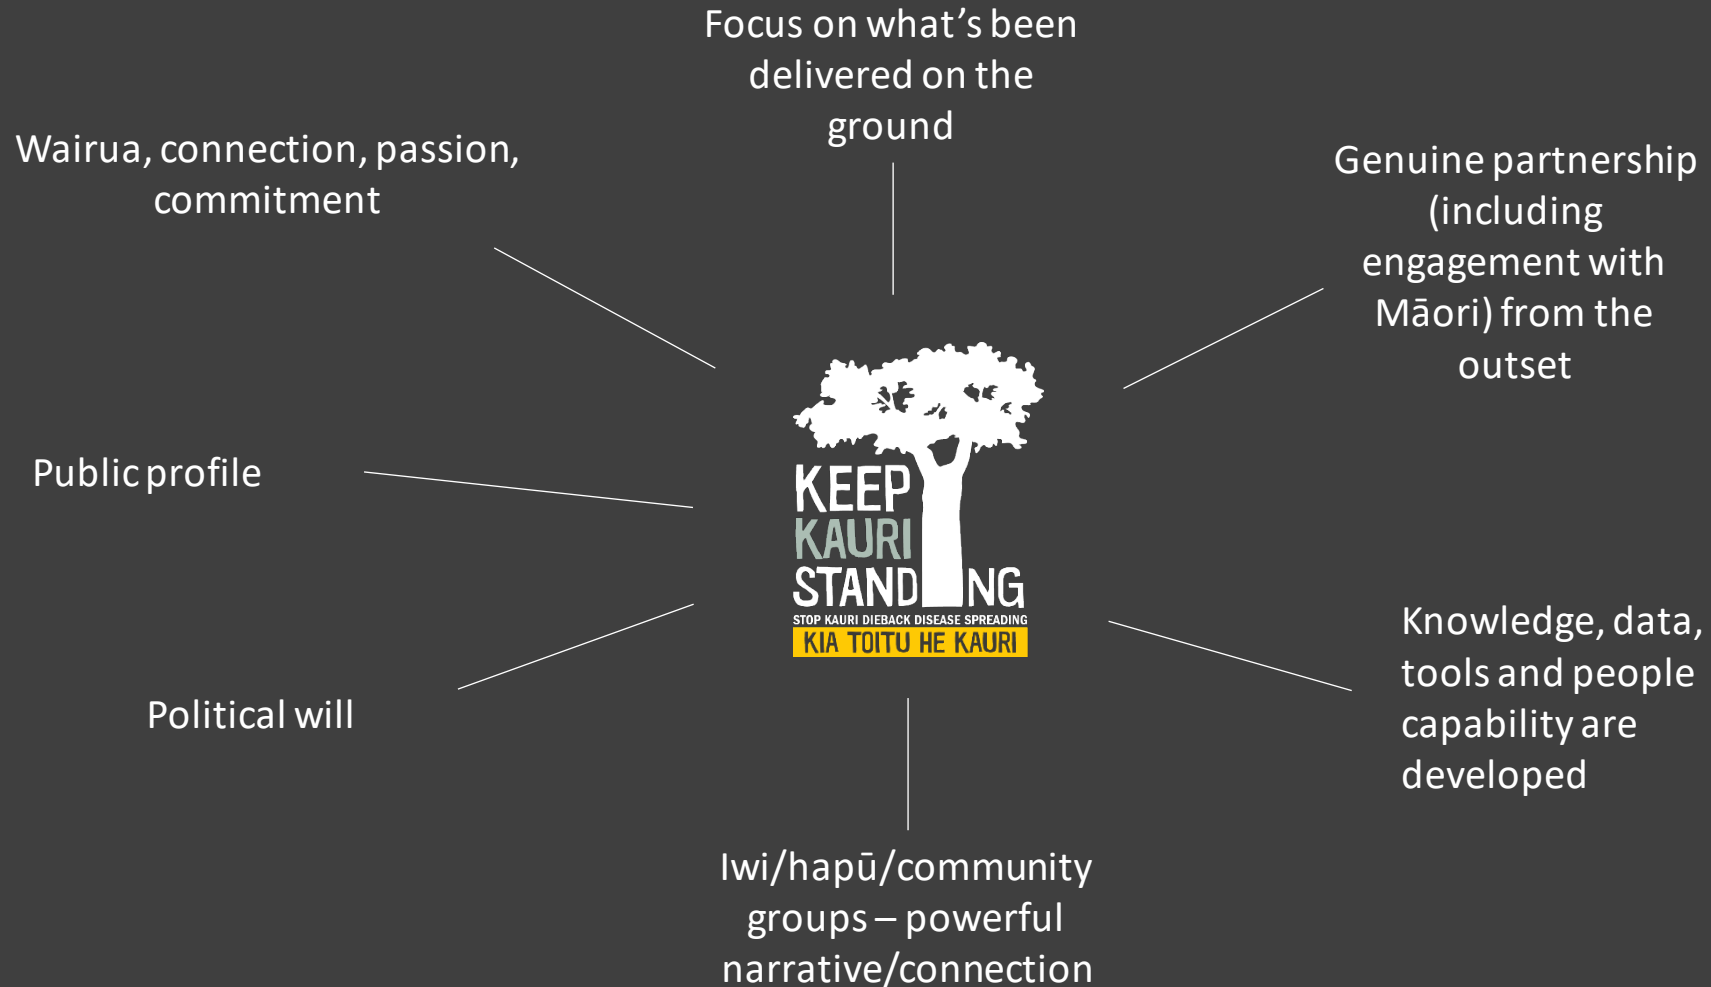 Focus on what’s been
delivered on the
ground
Wairua, connection, passion,
commitment
Genuine partnership
(including
engagement with
Māori) from the
outset
Public profile
KEEP
KAURI
STANDING
STOP KAURI DIEBACK DISEASE SPREADING
KIA TOITU HE KAURI
Political will
Knowledge, data,
tools and people
capability are
developed
Iwi/hapū/community
groups – powerful
narrative/connection